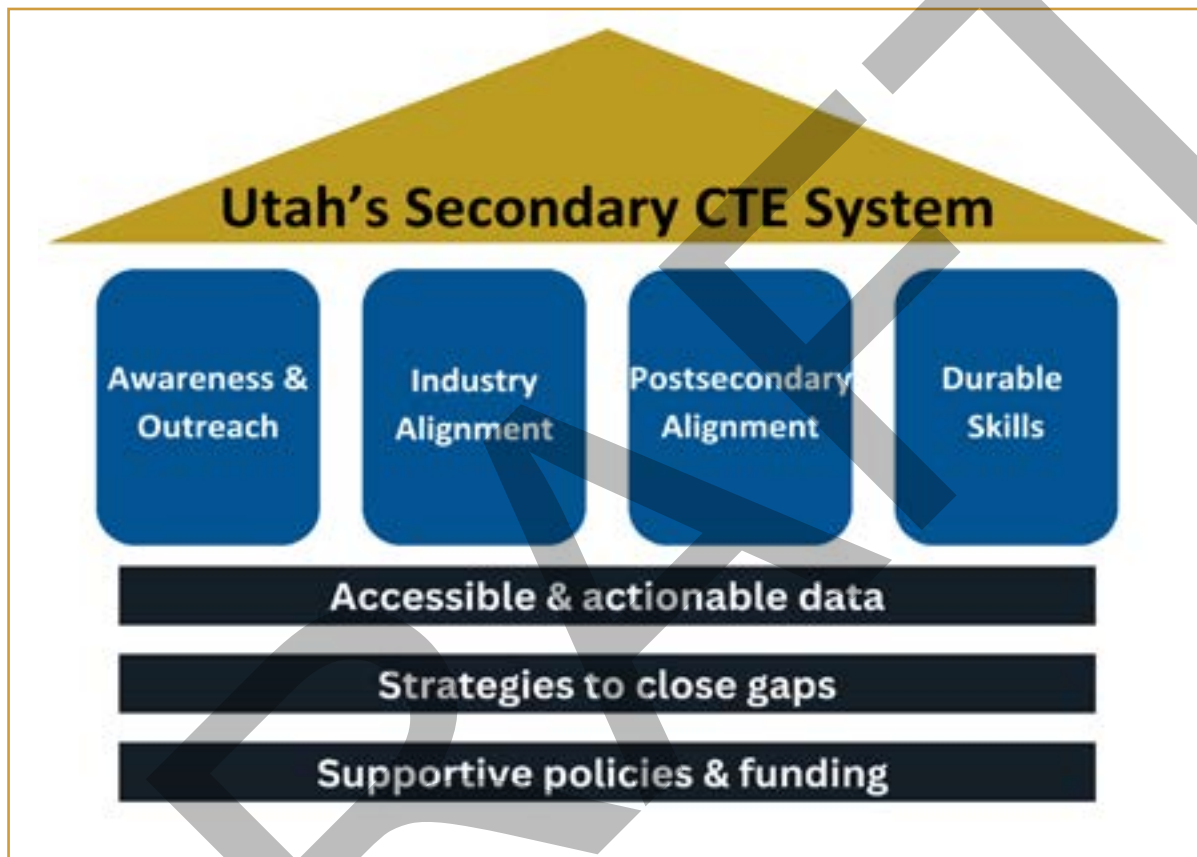 Utah’s Secondary CTE System
Awareness &
Outreach
Industry
Alignment
Postsecondary
Alignment
Durable
Skills
Accessible & actionable data
Strategies to close gaps
Supportive policies & funding
DRAFT